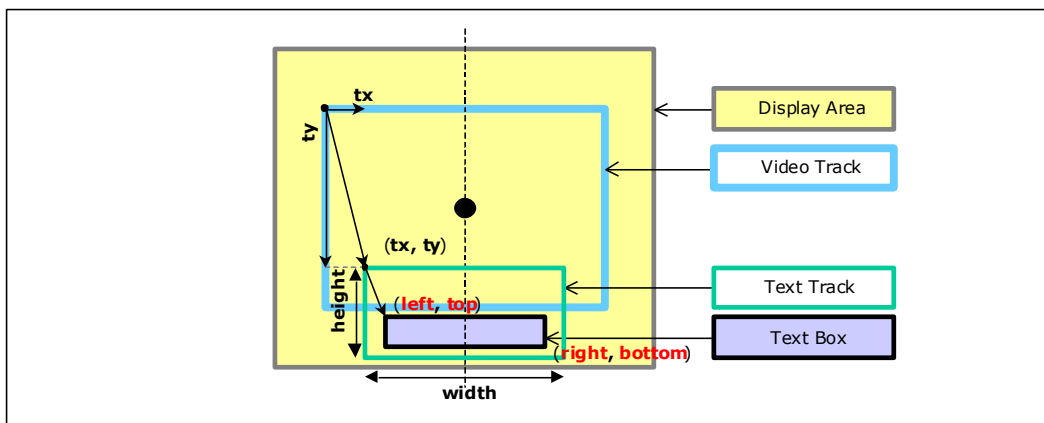 tx
Display Area
ty
Video Track
(tx, ty)
height
Text Track
(left, top)
Text Box
(right, bottom)
width